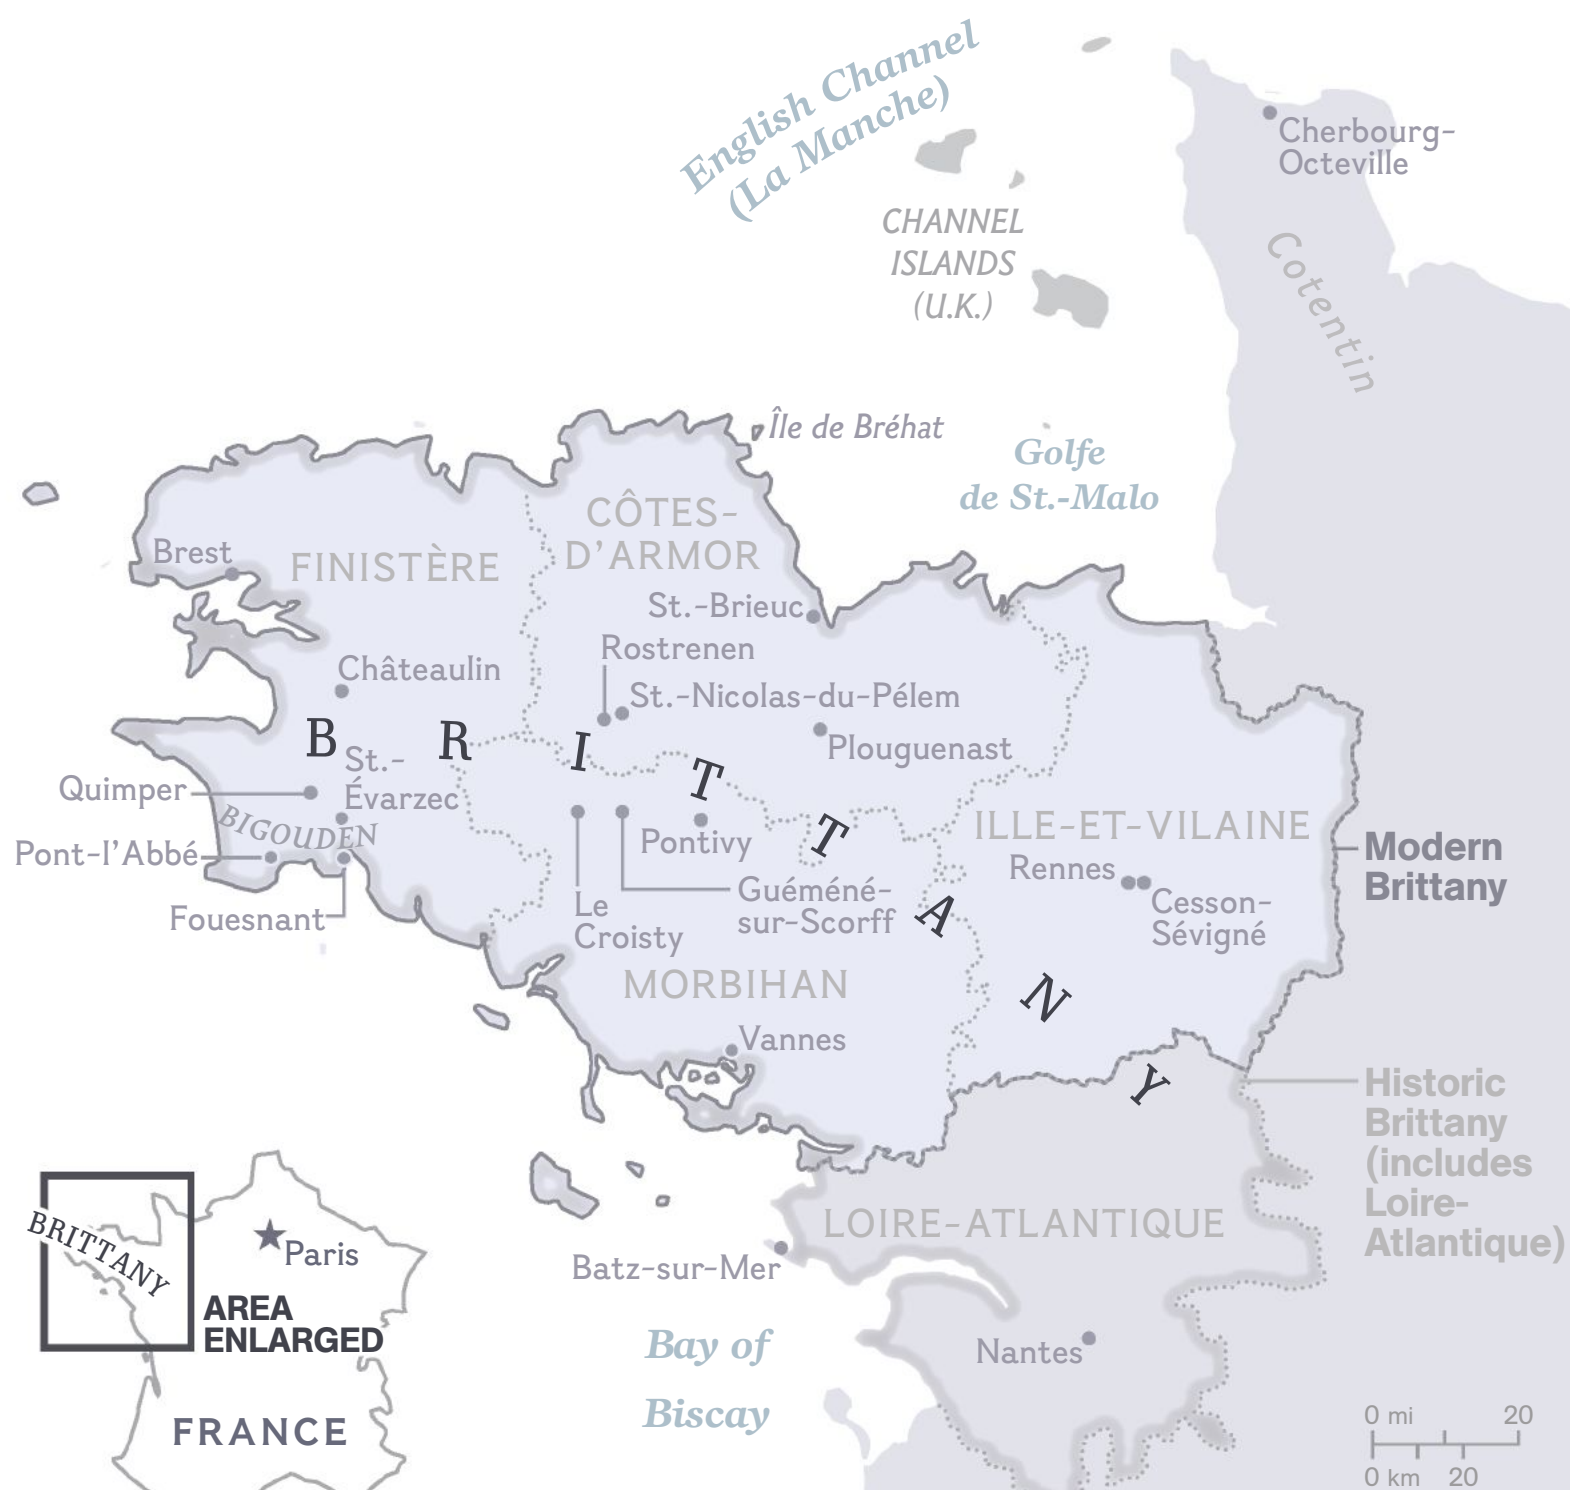 English Channel
(La Manche)
Cherbourg-
Octeville
CHANNEL
ISLANDS
(U.K.)
Cotentin
Île de Bréhat
Golfe
de St.-Malo
CÔTES-
D'ARMOR
Brest
FINISTÈRE
St.-Brieuc
Rostrenen
Châteaulin
St.-Nicolas-du-Pélem
BRITTANY
Plouguenast
St.-
Évarzec
Quimper
BIGOUDEN
Pont-l'Abbé
Fouesnant
Pontivy
ILLE-ET-VILAINE
Rennes
Cesson-
Sévigné
Modern
Brittany
Guéméné-
sur-Scorff
Le
Croisty
MORBIHAN
Vannes
Historic
Brittany
(includes
Loire-
Atlantique)
LOIRE-ATLANTIQUE
Batz-sur-Mer
Nantes
Bay of
Biscay
BRITTANY
Paris
AREA
ENLARGED
FRANCE
0 mi 20
0 km 20